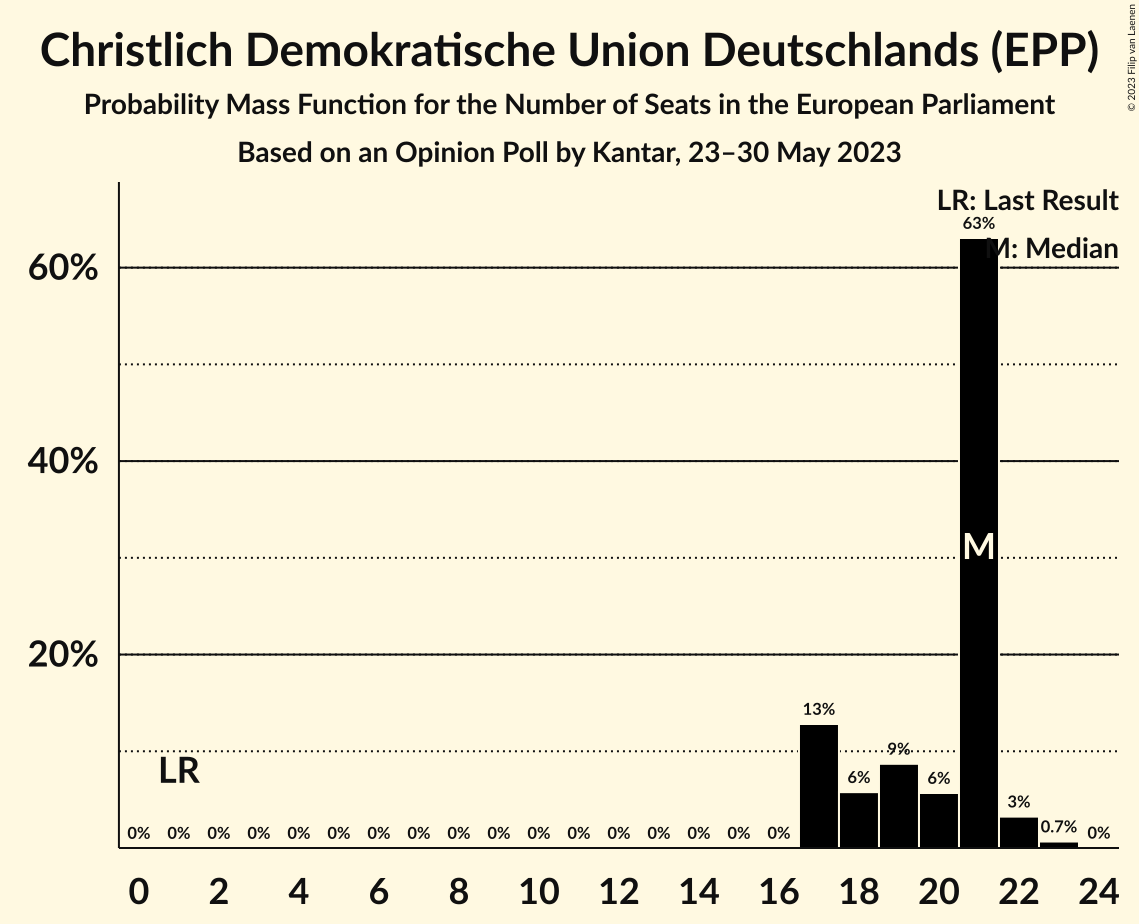 Christlich Demokratische Union Deutschlands (EPP)
Probability Mass Function for the Number of Seats in the European Parliament
Based on an Opinion Poll by Kantar, 23–30 May 2023
© 2023 Filip van Laenen
LR: Last Result
63%
M: Median
60%
40%
M
20%
13%
9%
LR
6% 6%
3%
0.7%
0% 0% 0% 0% 0% 0% 0% 0% 0% 0% 0% 0% 0% 0% 0% 0% 0% 0%
0 2 4 6 8 10 12 14 16 18 20 22 24